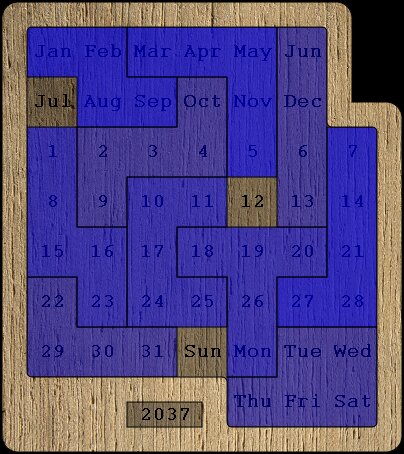 Jan Feb Mar Apr May Jun
Jul Aug Sep Oct Nov Dec
1 2 3 4 5 6 7
8 9 10 11 12 13 14
15 16 17 18 19 20 21
22 23 24 25 26 27 28
29 30 31 Sun Mon Tue Wed
Thu Fri Sat
2037